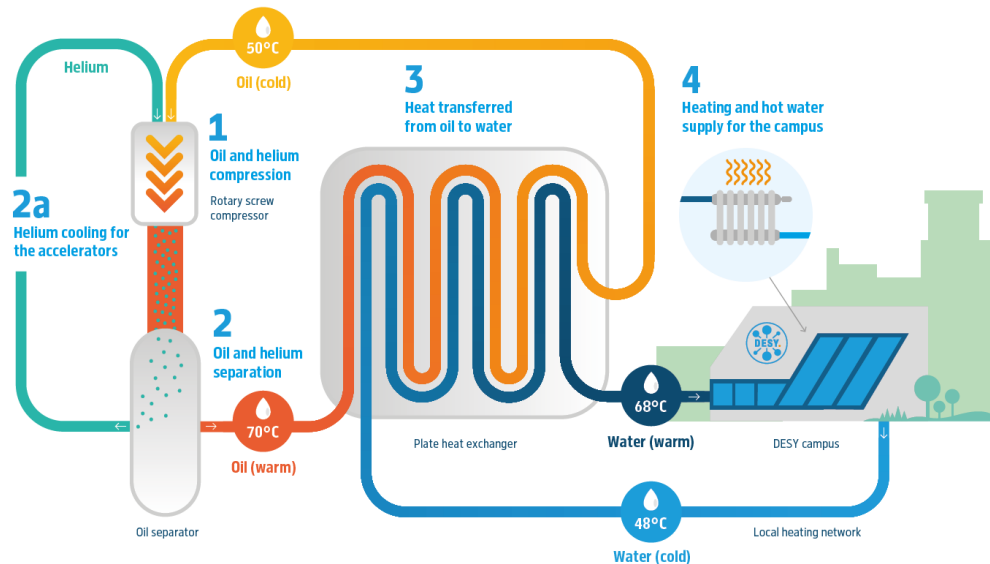 50°C
Oil (cold)
Helium
1
Oil and helium
compression
Rotary screw
compressor
2a
Helium cooling for
the accelerators
2
Oil and helium
separation
70°C
Oil (warm)
Oil separator
3
Heat transferred
from oil to water
Plate heat exchanger
4
Heating and hot water
supply for the campus
DESY.
68°C
Water (warm)
DESY campus
48°C
Water (cold)
Local heating network